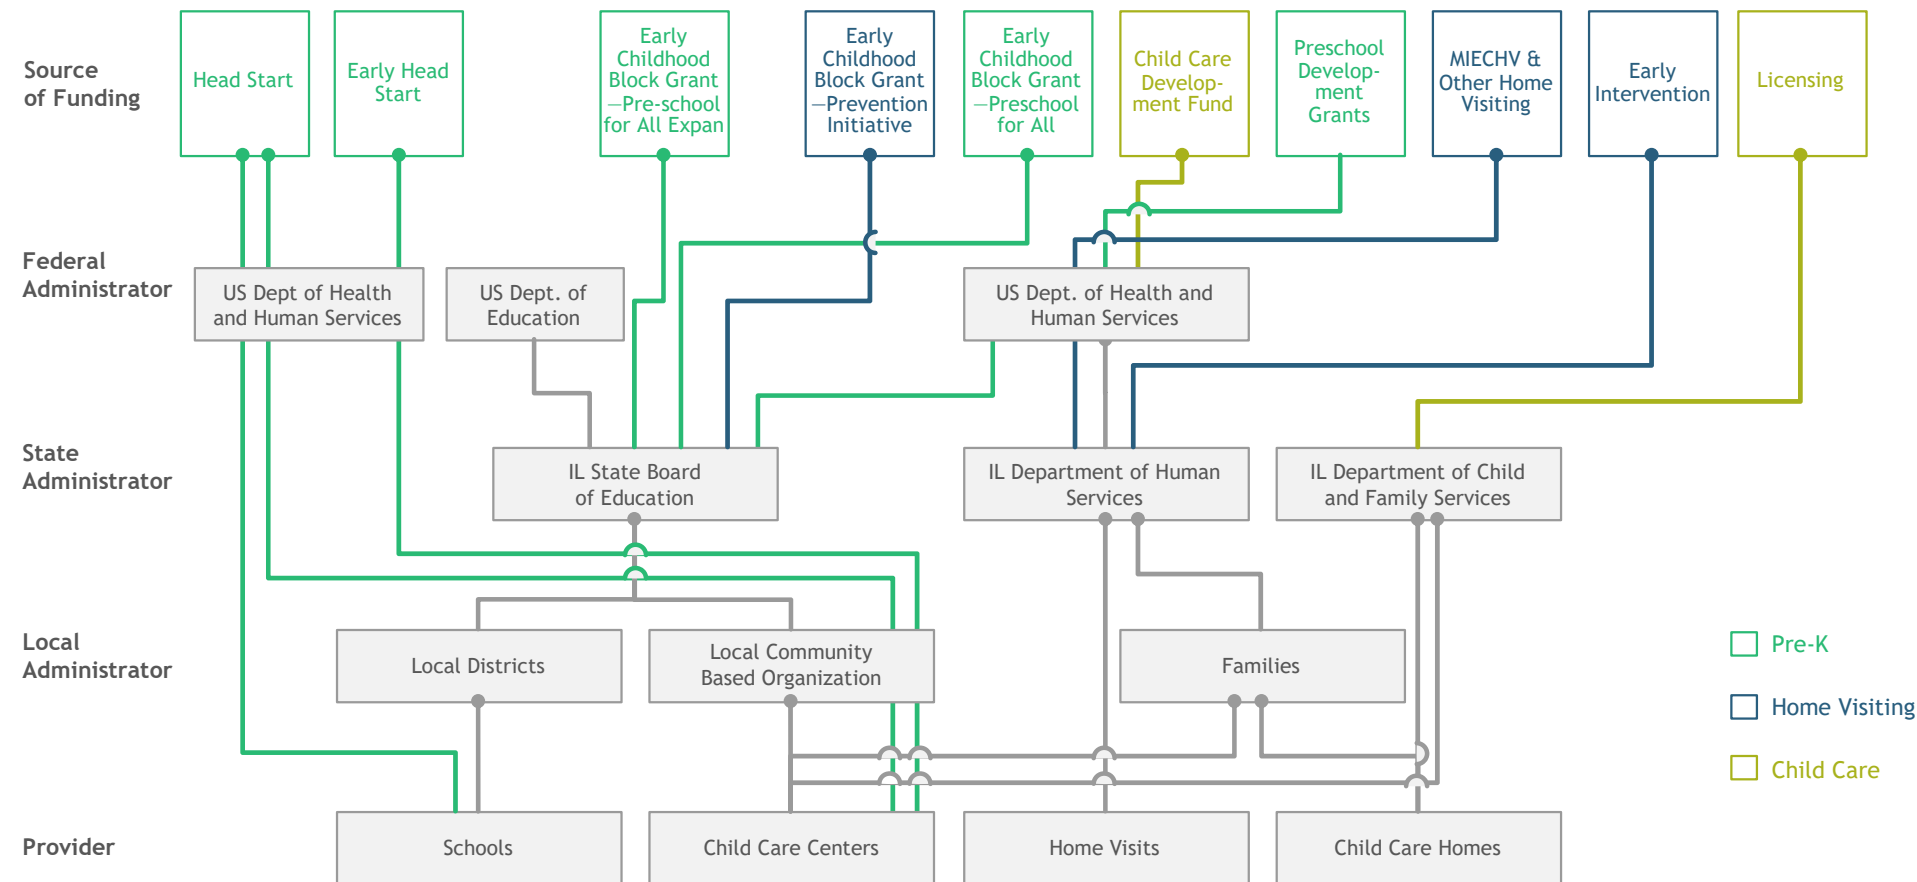 Source
of Funding
Head Start
Early Head
Start
Early
Childhood
Block Grant
—Pre-school
for All Expan
Early
Childhood
Block Grant
—Prevention
Initiative
Early
Childhood
Block Grant
—Preschool
for All
Child Care
Develop-
ment Fund
Preschool
Develop-
ment
Grants
MIECHV &
Other Home
Visiting
Early
Intervention
Licensing
Federal
Administrator
US Dept of Health
and Human Services
US Dept. of
Education
US Dept. of Health and
Human Services
State
Administrator
IL State Board
of Education
IL Department of Human
Services
IL Department of Child
and Family Services
Local
Administrator
Local Districts
Local Community
Based Organization
Families
Pre-K
Home Visiting
Child Care
Provider
Schools
Child Care Centers
Home Visits
Child Care Homes